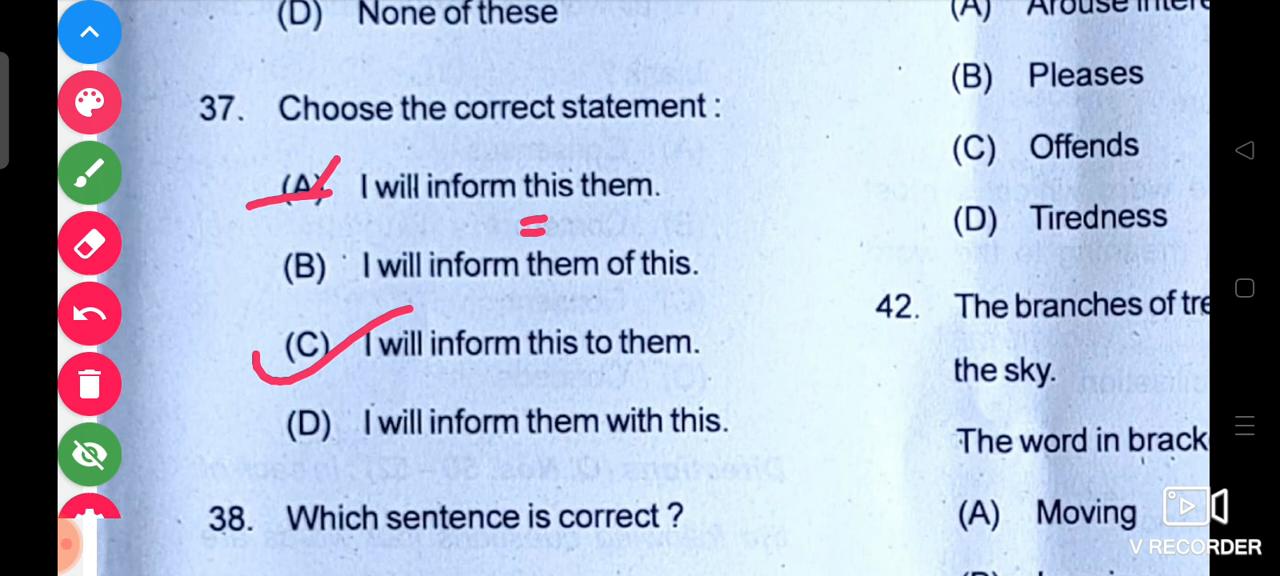 (D) None of these
37. Choose the correct statement :
(A) I will inform this them.
(B) I will inform them of this.
(C) I will inform this to them.
(D) I will inform them with this.
38. Which sentence is correct ?
(A) Arouse
(B) Pleases
(C) Offends
(D) Tiredness
42. The branches of
the sky.
The word in
(A) Moving
V RECORDER